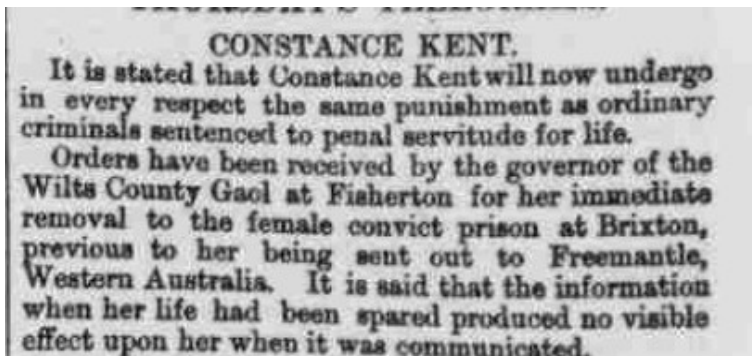 CONSTANCE KENT.
It is stated that Constance Kent will now undergo
in every respect the same punishment as ordinary
criminals sentenced to penal servitude for life.
Orders have been received by the governor of the
Wilts County Gaol at Fisherton for her immediate
removal to the female convict prison at Brixton,
previous to her being sent out to Freemantle,
Western Australia. It is said that the information
when her life had been spared produced no visible
effect upon her when it was communicated.